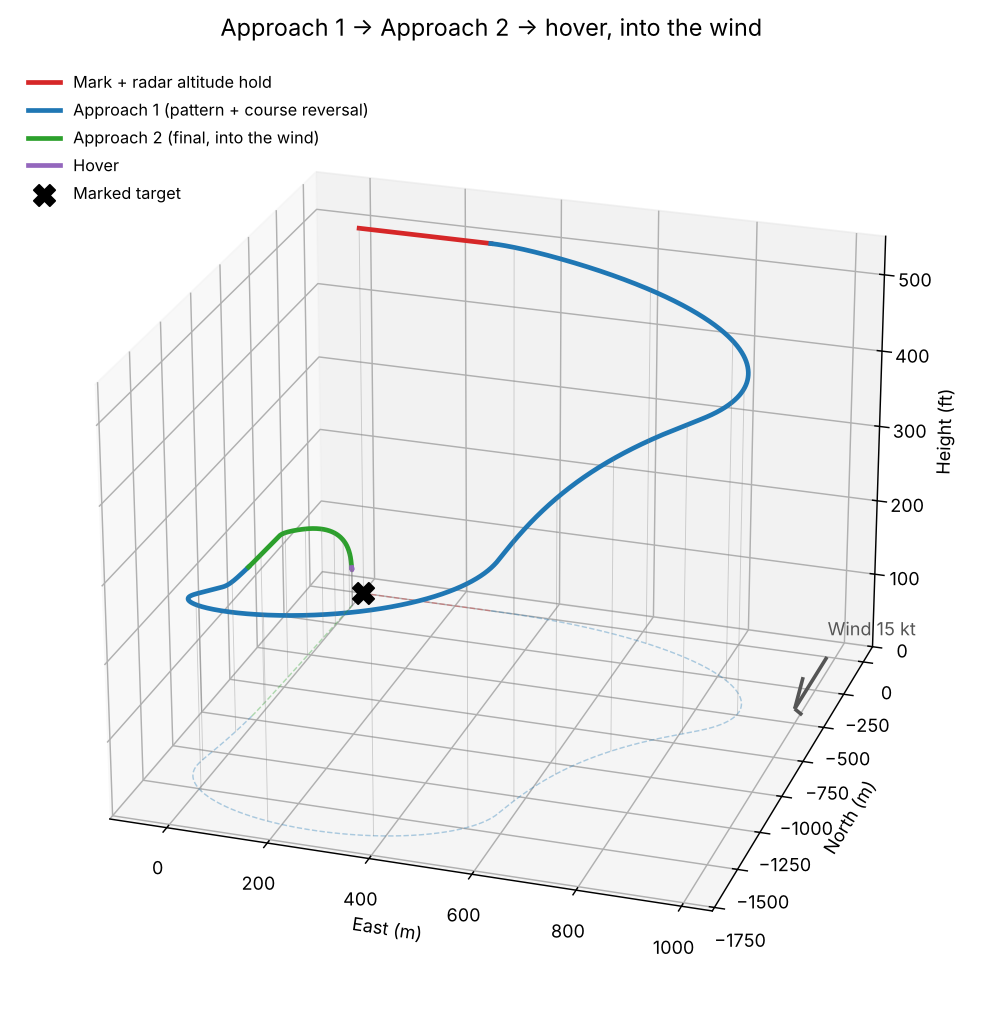 Approach 1 → Approach 2 → hover, into the wind
Mark + radar altitude hold
Approach 1 (pattern + course reversal)
Approach 2 (final, into the wind)
Hover
Marked target
500
400
300
200
100
0
Height (ft)
Wind 15 kt
0
−250
−500
−750
−1000
−1250
−1500
−1750
North (m)
0
200
400
600
800
1000
East (m)